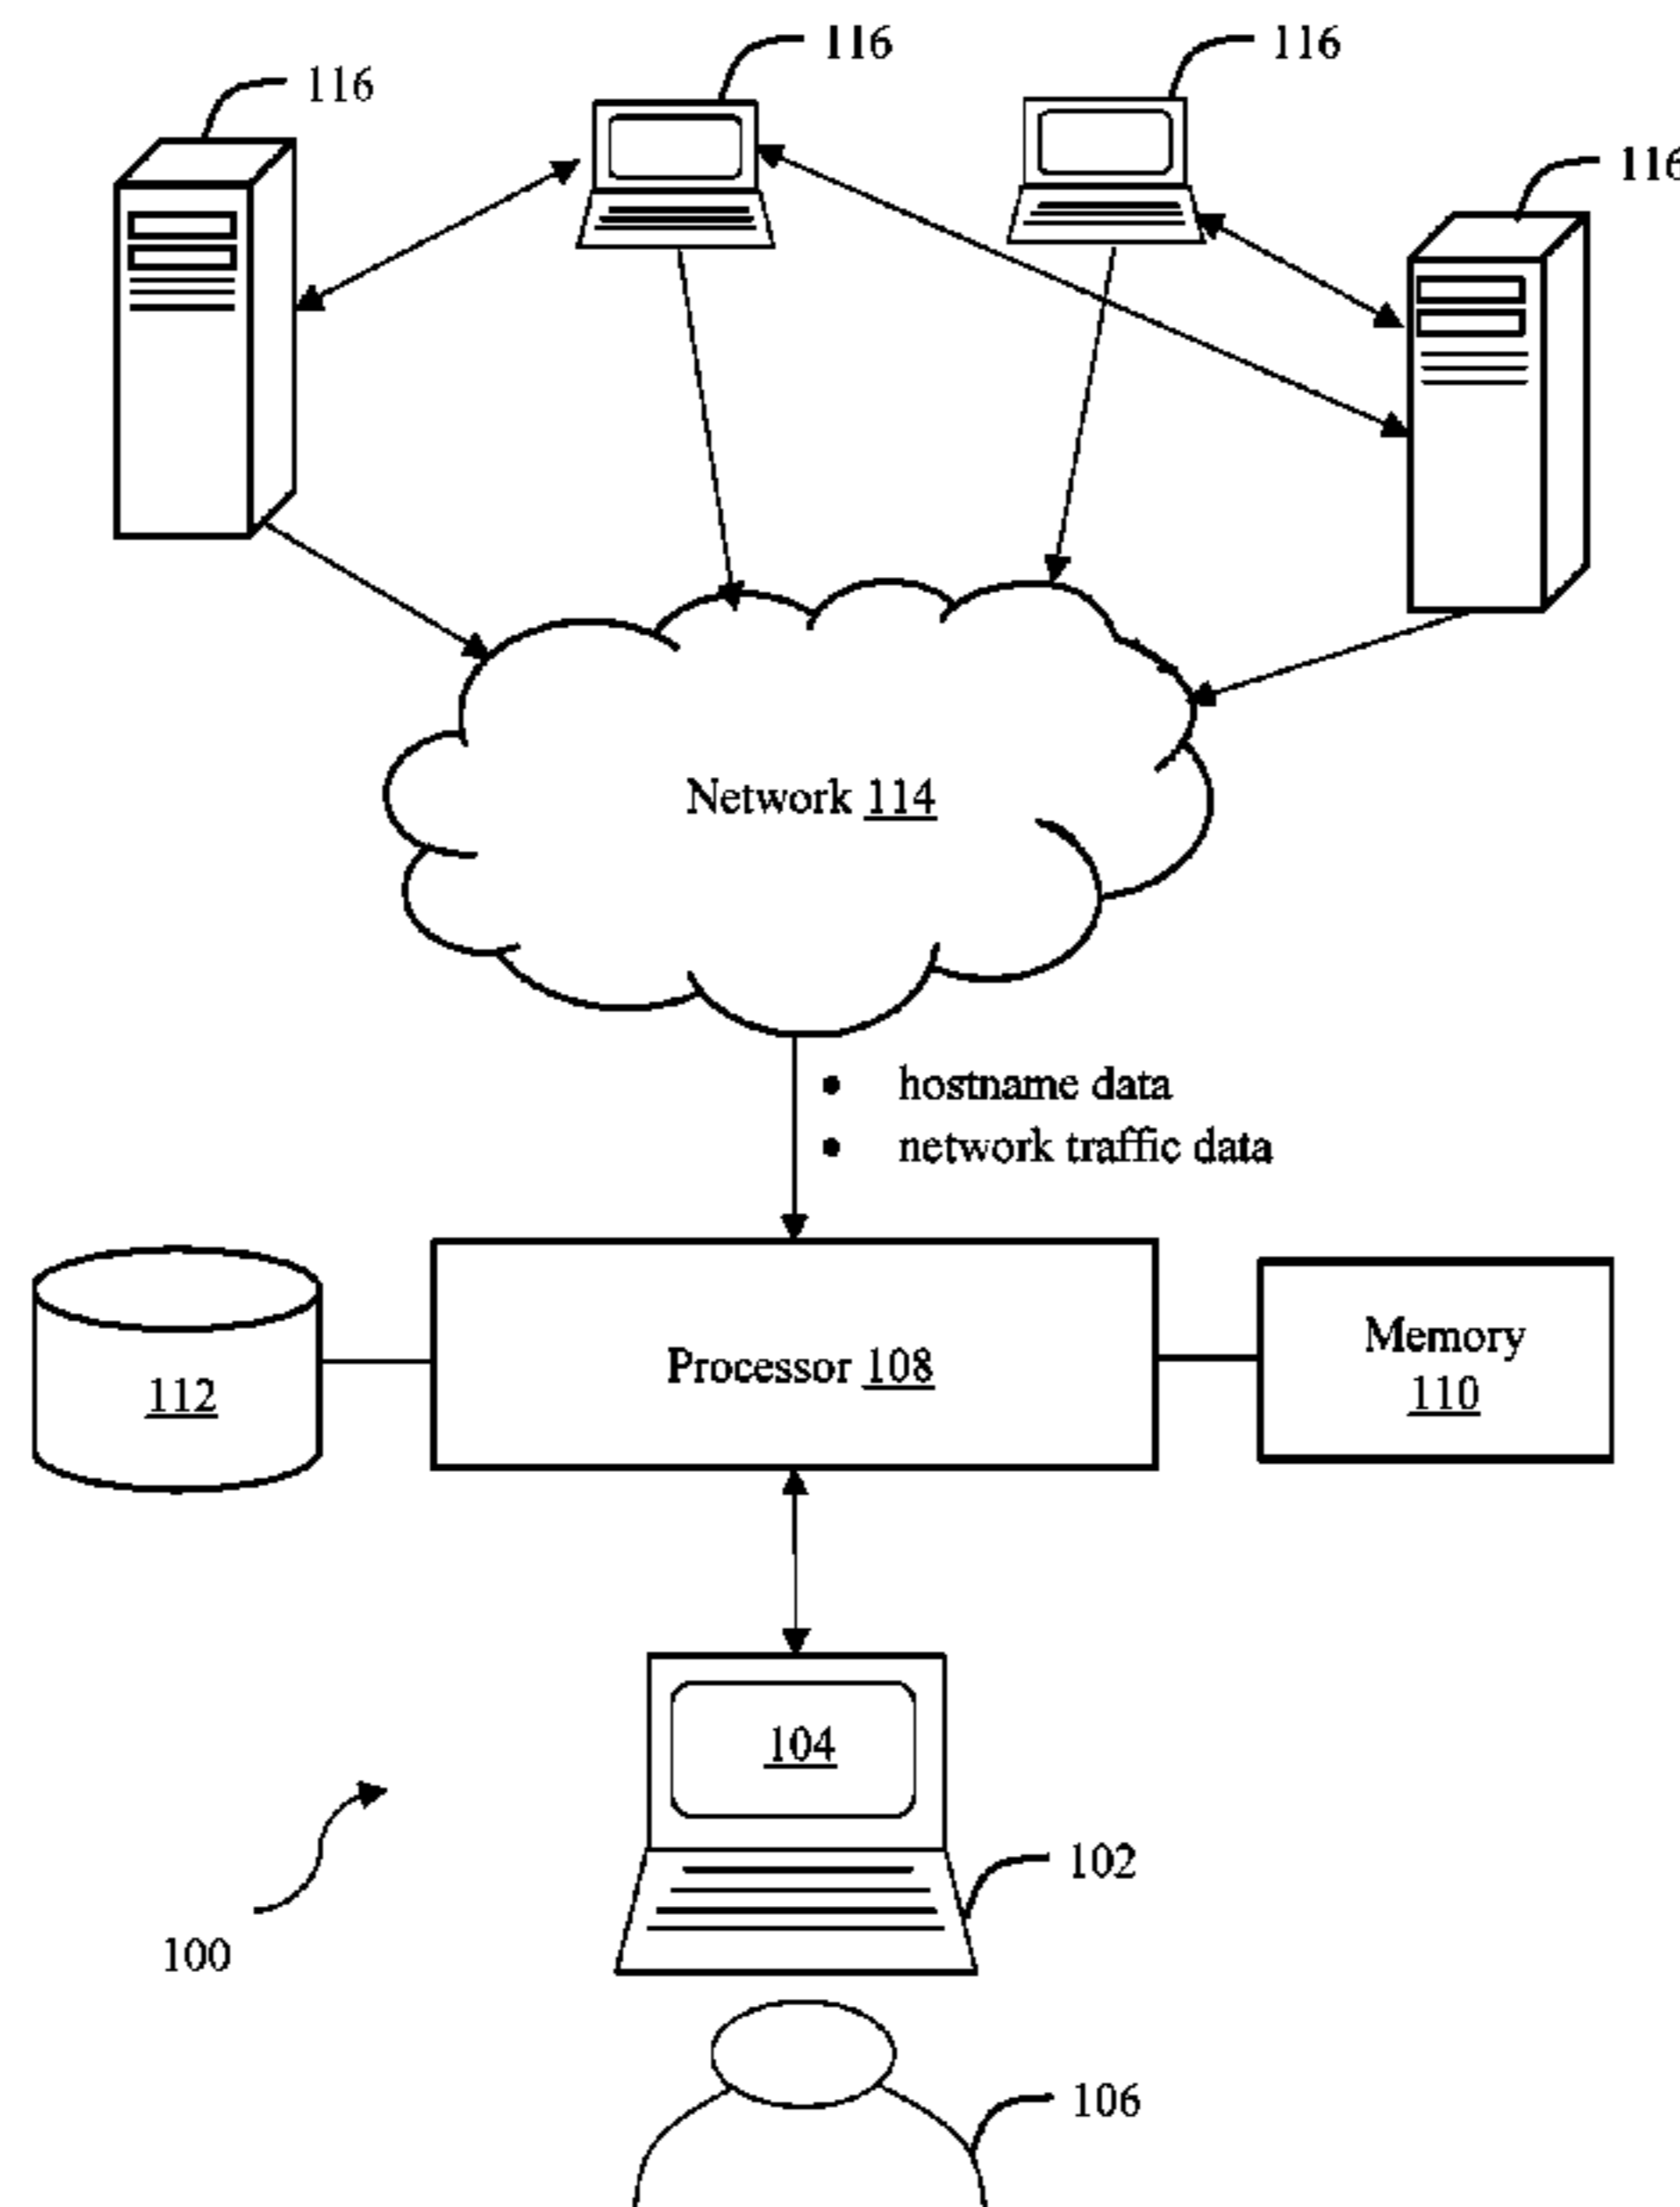 116
116
116
116
Network 114
• hostname data
• network traffic data
Processor 108
Memory
110
112
104
102
100
106